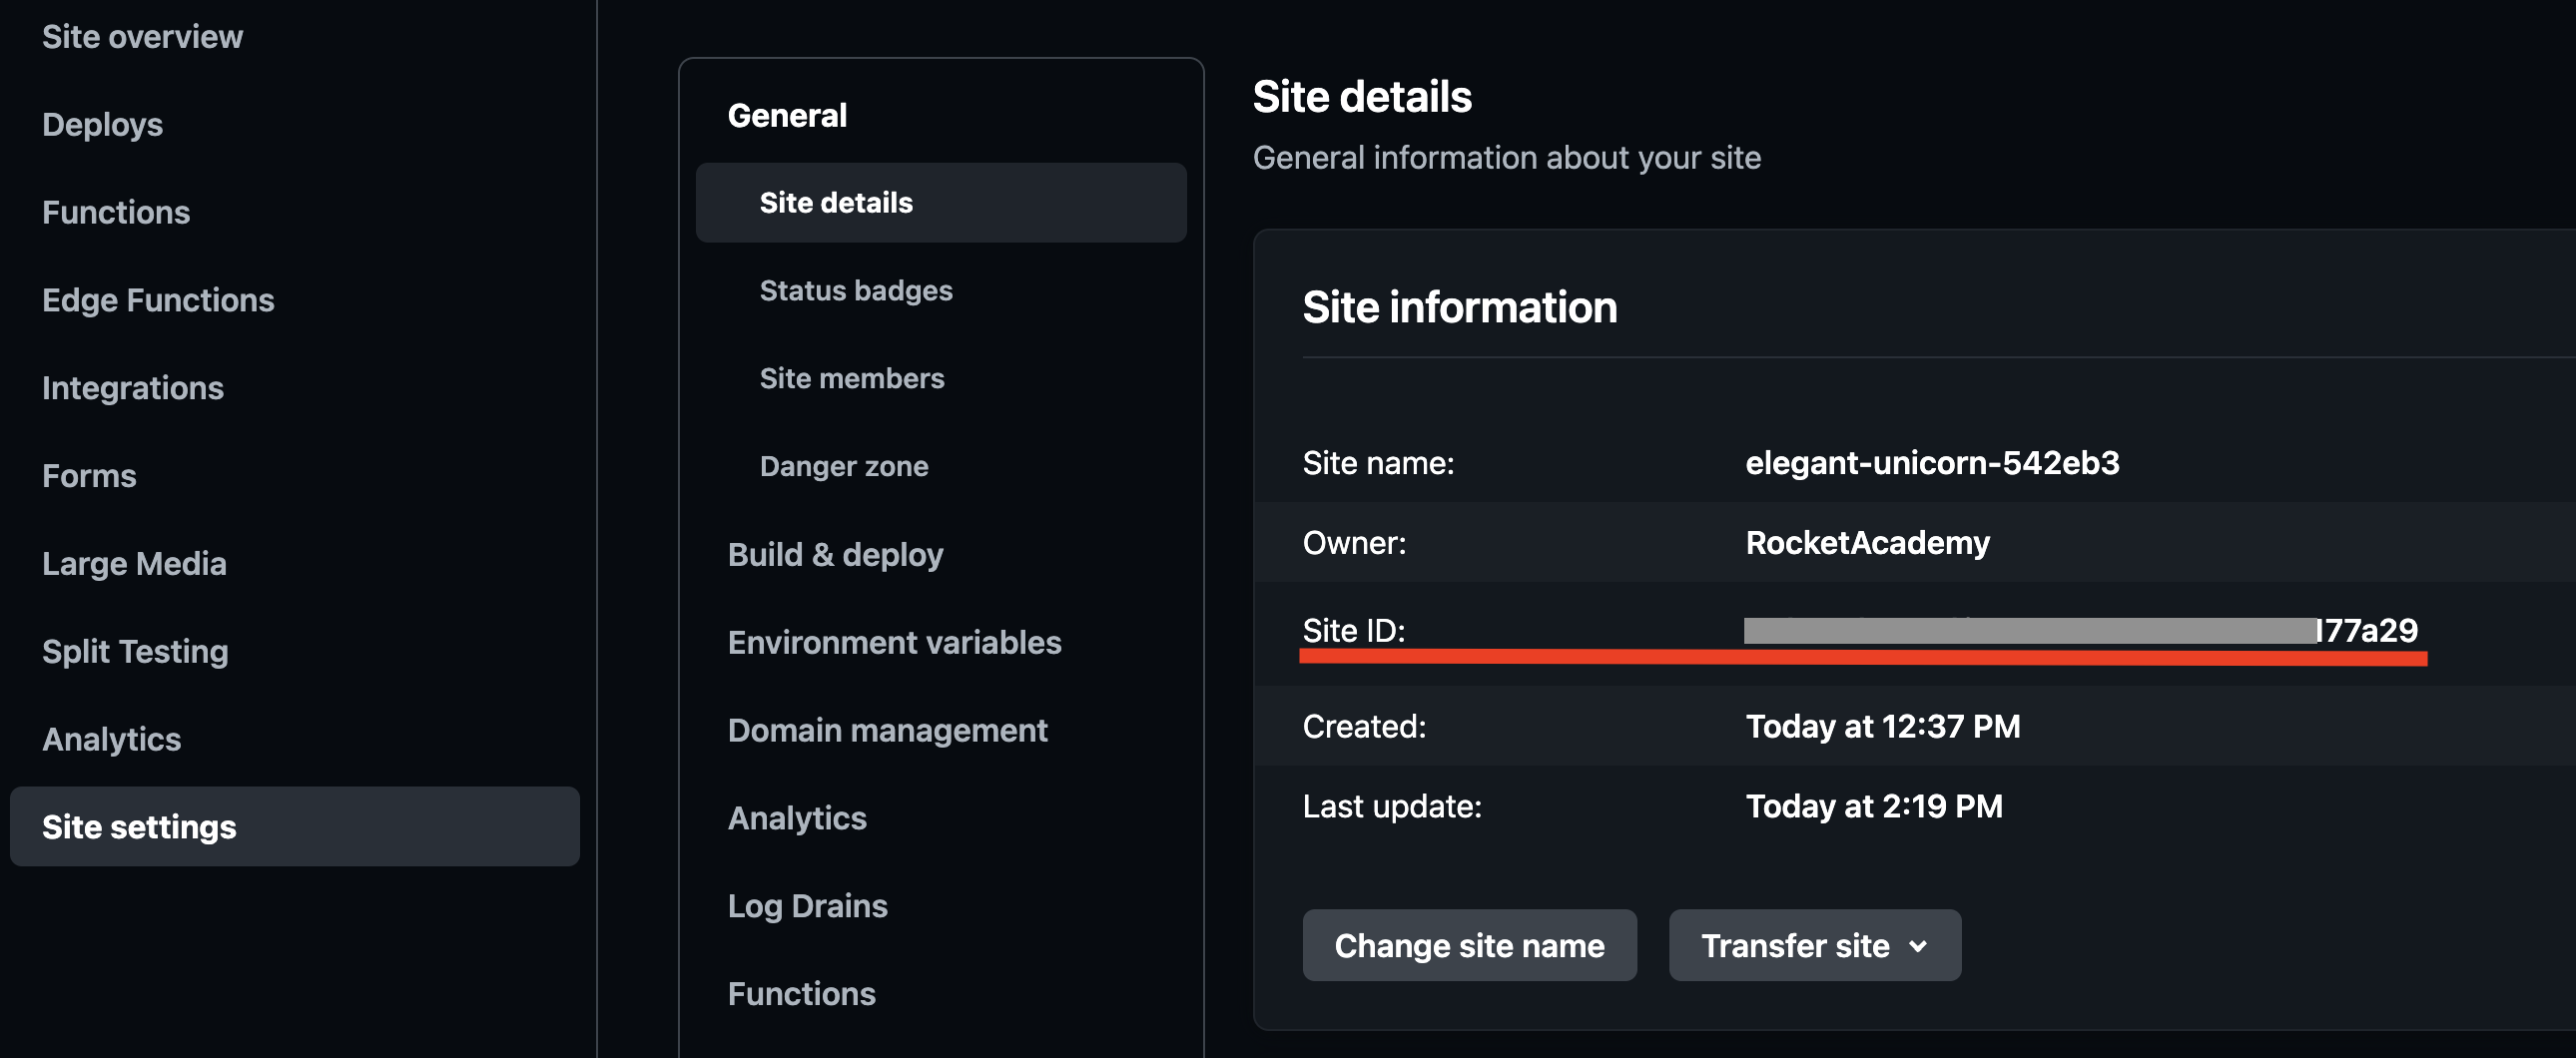 Site overview
Deploys
Functions
Edge Functions
Integrations
Forms
Large Media
Split Testing
Analytics
Site settings
General
Site details
Status badges
Site members
Danger zone
Build & deploy
Environment variables
Domain management
Analytics
Log Drains
Functions
Site details
General information about your site
Site information
Site name: elegant-unicorn-542eb3
Owner: RocketAcademy
Site ID: 77a29
Created: Today at 12:37 PM
Last update: Today at 2:19 PM
Change site name
Transfer site